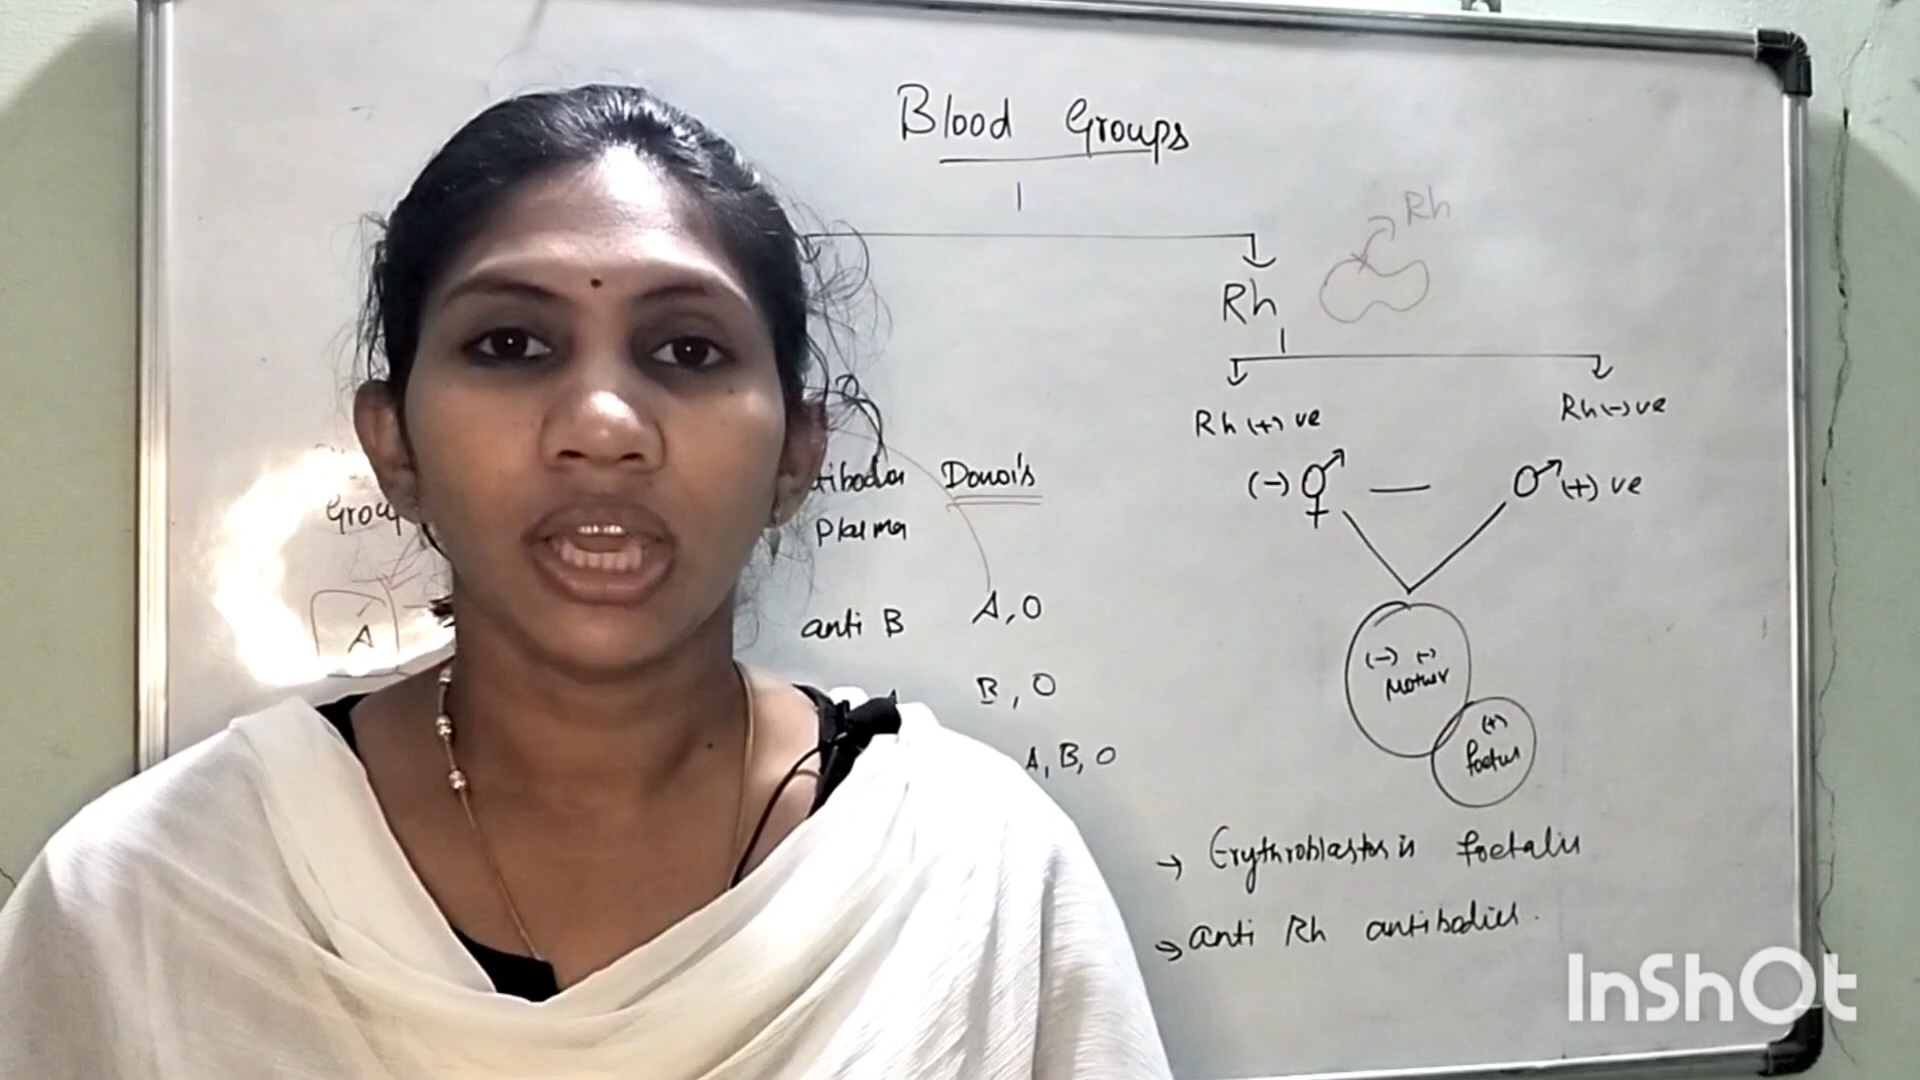 Blood Groups
Rh
Rh
Rh (+) ve
Rh (-) ve
(-)
(+) ve
Donor's
Group
Plasma
A
anti B
A, O
B, O
A, B, O
(-) (-)
Mother
(+)
foetus
→ Erythroblastosis foetalis
→ anti Rh antibodies.
InShOt